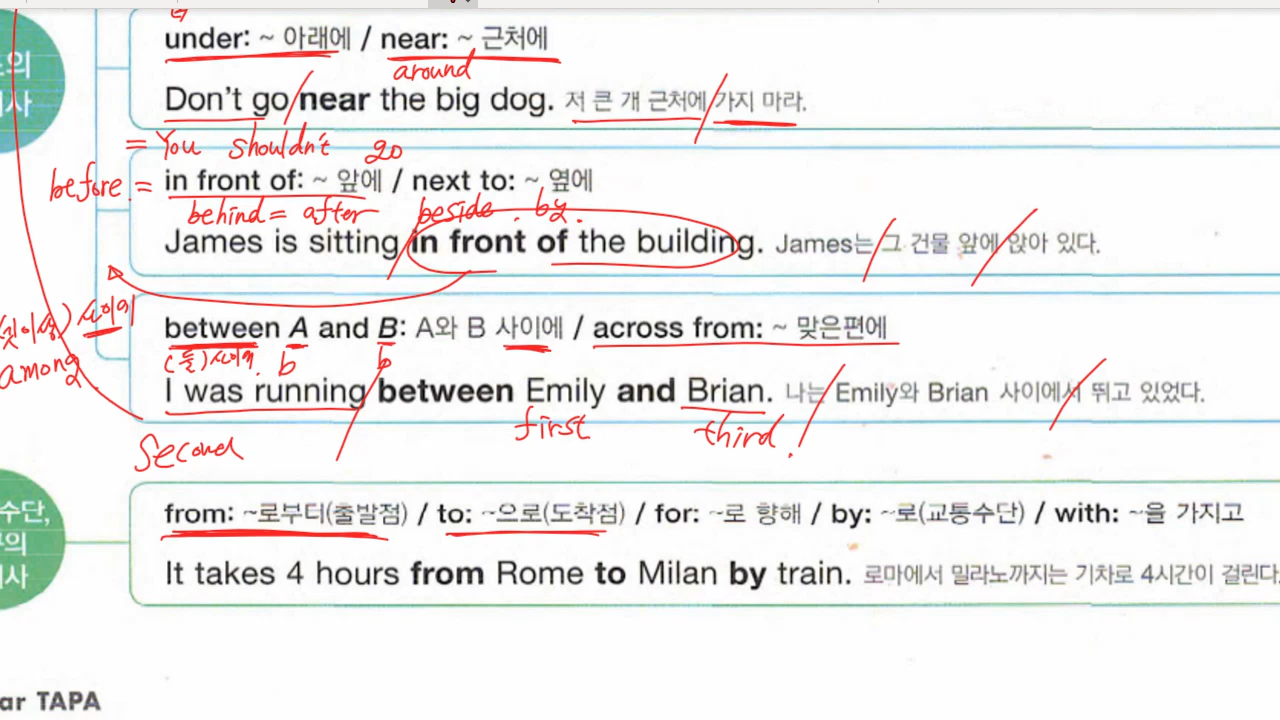 under: ~ 아래에 / near: ~ 근처에
around
Don't go near the big dog. 저 큰 개 근처에 가지 마라.
= You shouldn't go
before = in front of: ~ 앞에 / next to: ~ 옆에
behind = after beside . by.
James is sitting in front of the building. James는 그 건물 앞에 앉아 있다.
사이에
among
between A and B: A와 B 사이에 / across from: ~ 맞은편에
(둘)사이에. b b
I was running between Emily and Brian. 나는 Emily와 Brian 사이에서 뛰고 있었다.
Second first third.
수단,
사
from: ~로부터(출발점) / to: ~으로(도착점) / for: ~로 향해 / by: ~로(교통수단) / with: ~을 가지고
It takes 4 hours from Rome to Milan by train. 로마에서 밀라노까지는 기차로 4시간이 걸린다.
ar TAPA